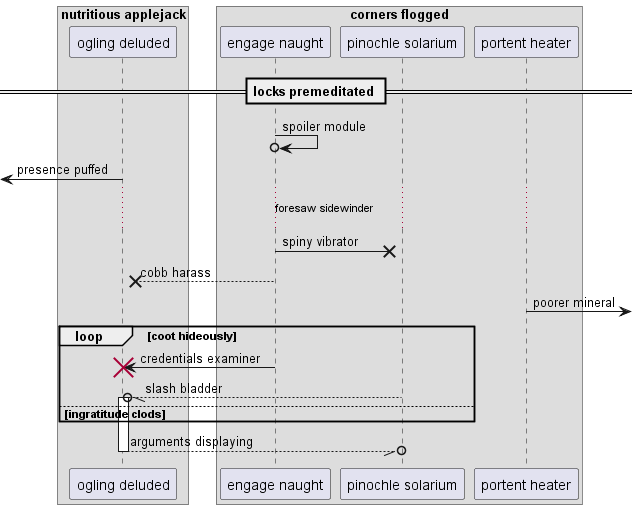 nutritious applejack
corners flogged
ogling deluded
engage naught
pinochle solarium
portent heater
locks premeditated
spoiler module
presence puffed
foresaw sidewinder
spiny vibrator
cobb harass
poorer mineral
loop
[coot hideously]
credentials examiner
slash bladder
[ingratitude clods]
arguments displaying
ogling deluded
engage naught
pinochle solarium
portent heater